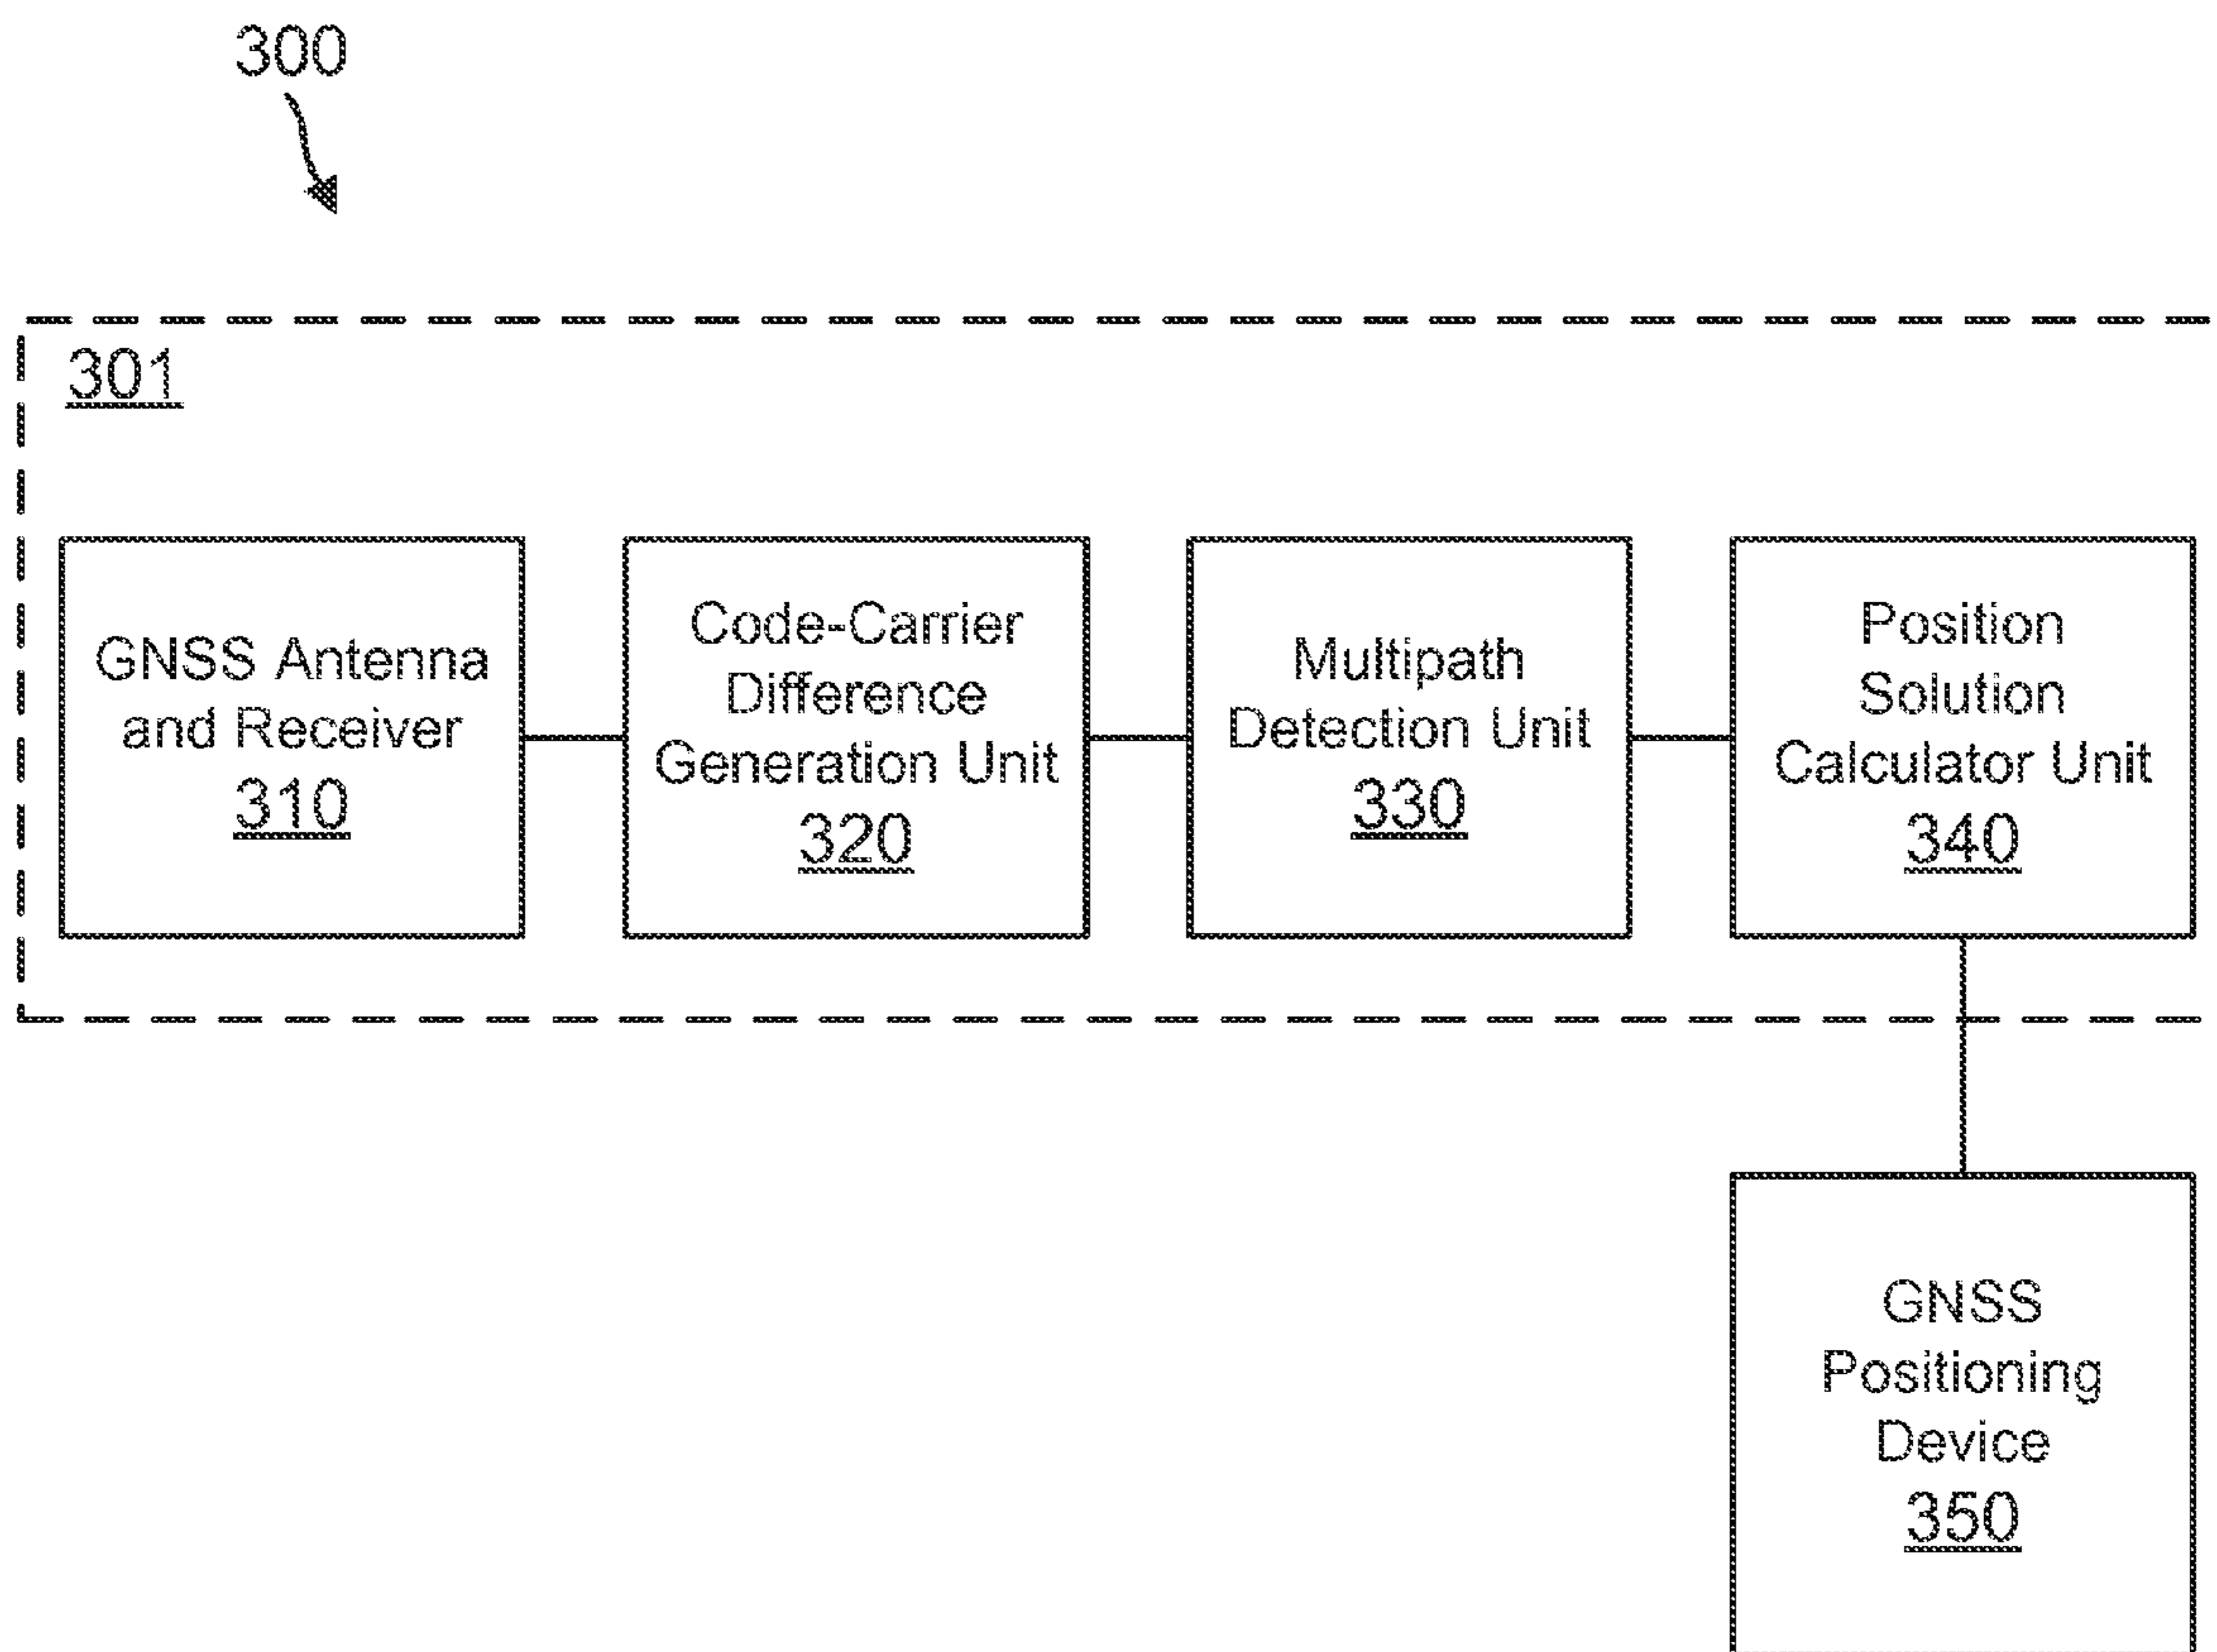 300
301
GNSS Antenna
and Receiver
310
Code-Carrier
Difference
Generation Unit
320
Multipath
Detection Unit
330
Position
Solution
Calculator Unit
340
GNSS
Positioning
Device
350